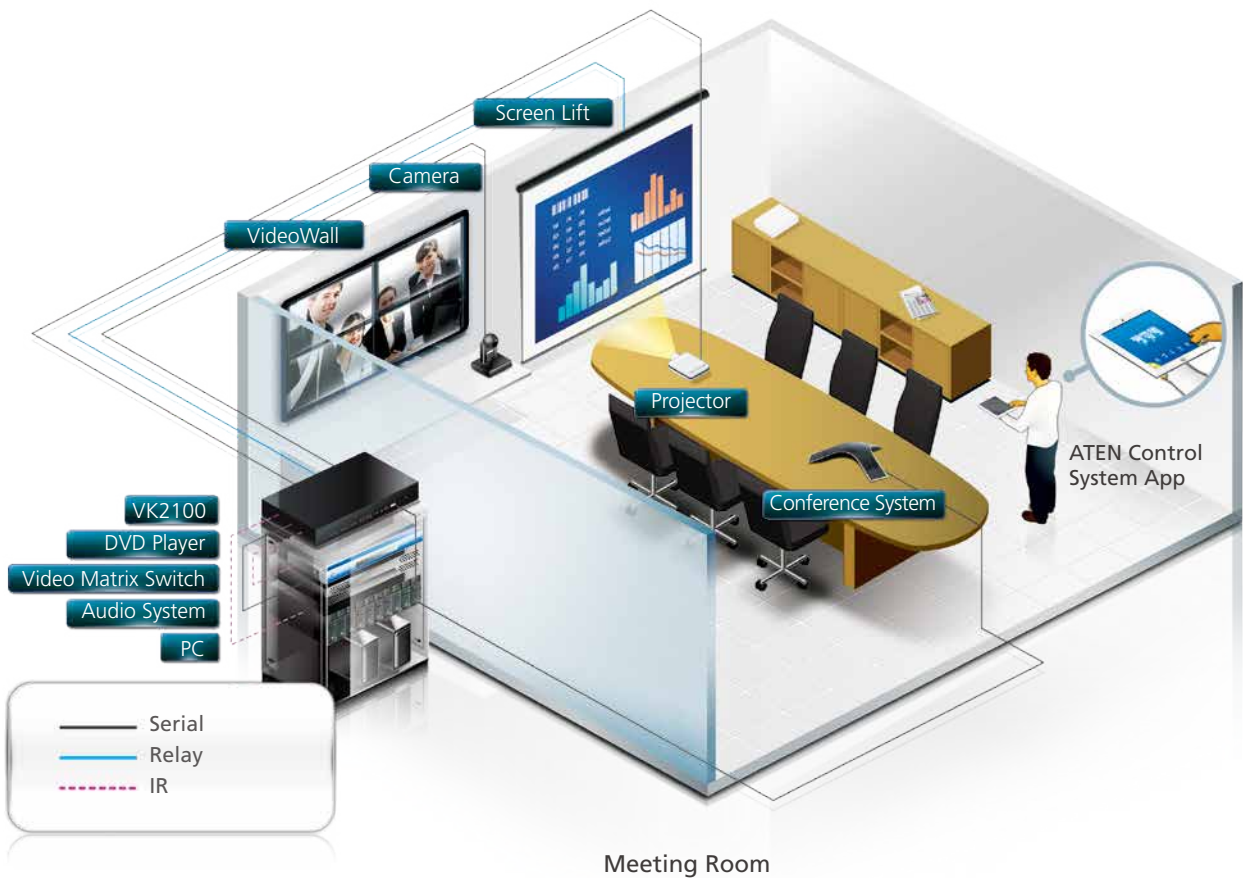 Screen Lift
Camera
VideoWall
Projector
ATEN Control
System App
Conference System
VK2100
DVD Player
Video Matrix Switch
Audio System
PC
Serial
Relay
IR
Meeting Room